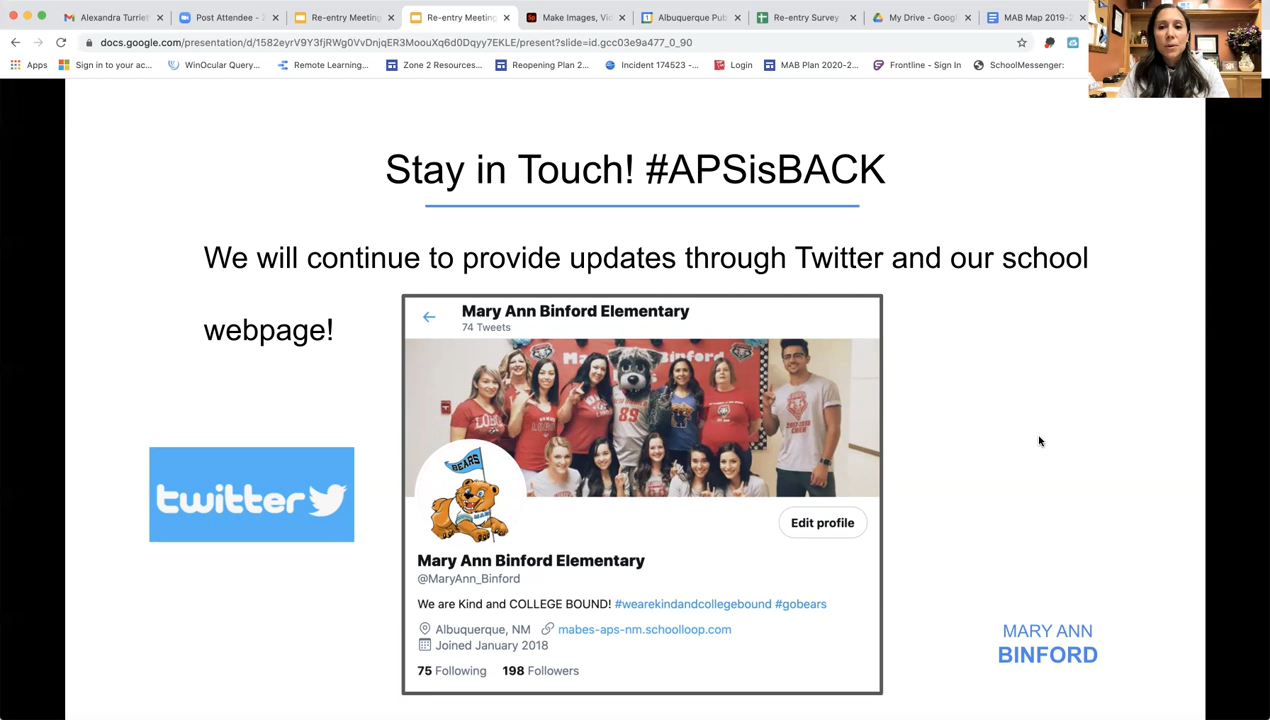 Alexandra Turriet
Post Attendee - Z
Re-entry Meeting
Re-entry Meeting
Make Images, Vi
Albuquerque Pub
Re-entry Survey
My Drive - Googl
MAB Map 2019-2
docs.google.com/presentation/d/1582eyrV9Y3fjRWg0VvDnjqER3MoouXq6d0Dqyy7EKLE/present?slide=id.gcc03e9a477_0_90
Apps
Sign in to your ac...
WinOcular Query...
Remote Learning...
Zone 2 Resources...
Reopening Plan 2...
Incident 174523 -...
Login
MAB Plan 2020-2...
Frontline - Sign In
SchoolMessenger:
Stay in Touch! #APSisBACK
We will continue to provide updates through Twitter and our school
webpage!
Mary Ann Binford Elementary
74 Tweets
LOBO
89
BEARS
twitter
Edit profile
Mary Ann Binford Elementary
@MaryAnn_Binford
We are Kind and COLLEGE BOUND! #wearekindandcollegebound #gobears
Albuquerque, NM mabes-aps-nm.schoolloop.com
Joined January 2018
75 Following 198 Followers
MARY ANN
BINFORD